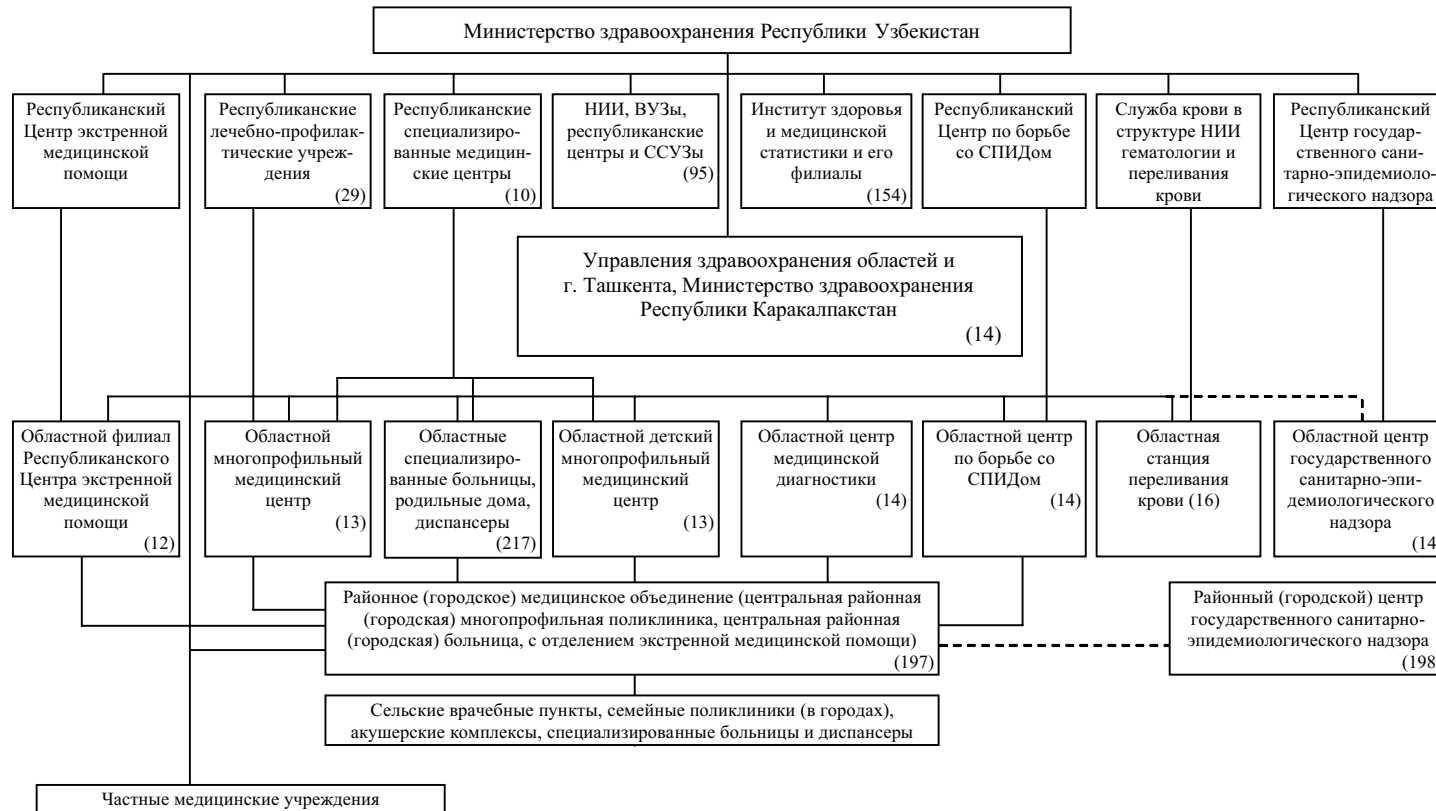 Министерство здравоохранения Республики Узбекистан
Республиканский
Центр экстренной
медицинской
помощи
Республиканские
лечебно-профилак-
тические учреж-
дения
(29)
Республиканские
специализиро-
ванные медицин-
ские центры
(10)
НИИ, ВУЗы,
республиканские
центры и ССУЗы
(95)
Институт здоровья
и медицинской
статистики и его
филиалы
(154)
Республиканский
Центр по борьбе
со СПИДом
Служба крови в
структуре НИИ
гематологии и
переливания
крови
Республиканский
Центр государ-
ственного сани-
тарно-эпидемиоло-
гического надзора
Управления здравоохранения областей и
г. Ташкента, Министерство здравоохранения
Республики Каракалпакстан
(14)
Областной филиал
Республиканского
Центра экстренной
медицинской
помощи
(12)
Областной
многопрофильный
медицинский
центр
(13)
Областные
специализиро-
ванные больницы,
родильные дома,
диспансеры
(217)
Областной детский
многопрофильный
медицинский
центр
(13)
Областной центр
медицинской
диагностики
(14)
Областной центр
по борьбе со
СПИДом
(14)
Областная
станция
переливания
крови (16)
Областной центр
государственного
санитарно-эпи-
демиологического
надзора
(14
Районное (городское) медицинское объединение (центральная районная
(городская) многопрофильная поликлиника, центральная районная
(городская) больница, с отделением экстренной медицинской помощи)
(197)
Районный (городской) центр
государственного санитарно-
эпидемиологического надзора
(198
Сельские врачебные пункты, семейные поликлиники (в городах),
акушерские комплексы, специализированные больницы и диспансеры
Частные медицинские учреждения